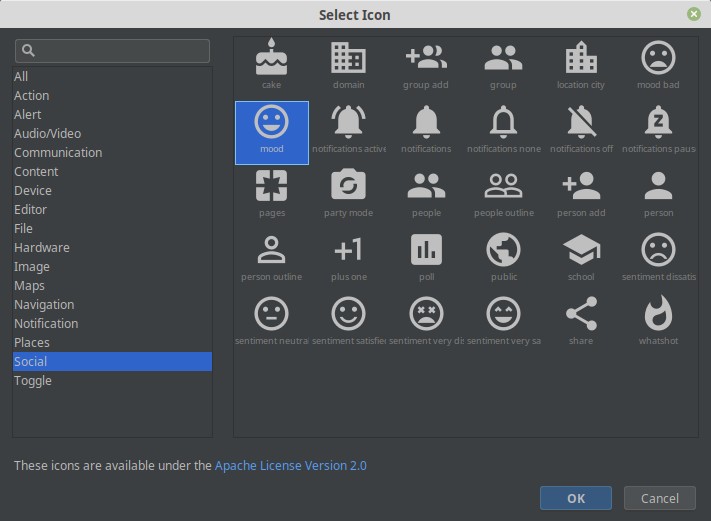 Select Icon
All
Action
Alert
Audio/Video
Communication
Content
Device
Editor
File
Hardware
Image
Maps
Navigation
Notification
Places
Social
Toggle
cake domain group add group location city mood bad
mood notifications active notifications notifications none notifications off notifications paus
pages party mode people people outline person add person
person outline +1 plus one poll public school sentiment dissatis
sentiment neutral sentiment satisfied sentiment very dis sentiment very sa share whatshot
These icons are available under the Apache License Version 2.0
OK Cancel